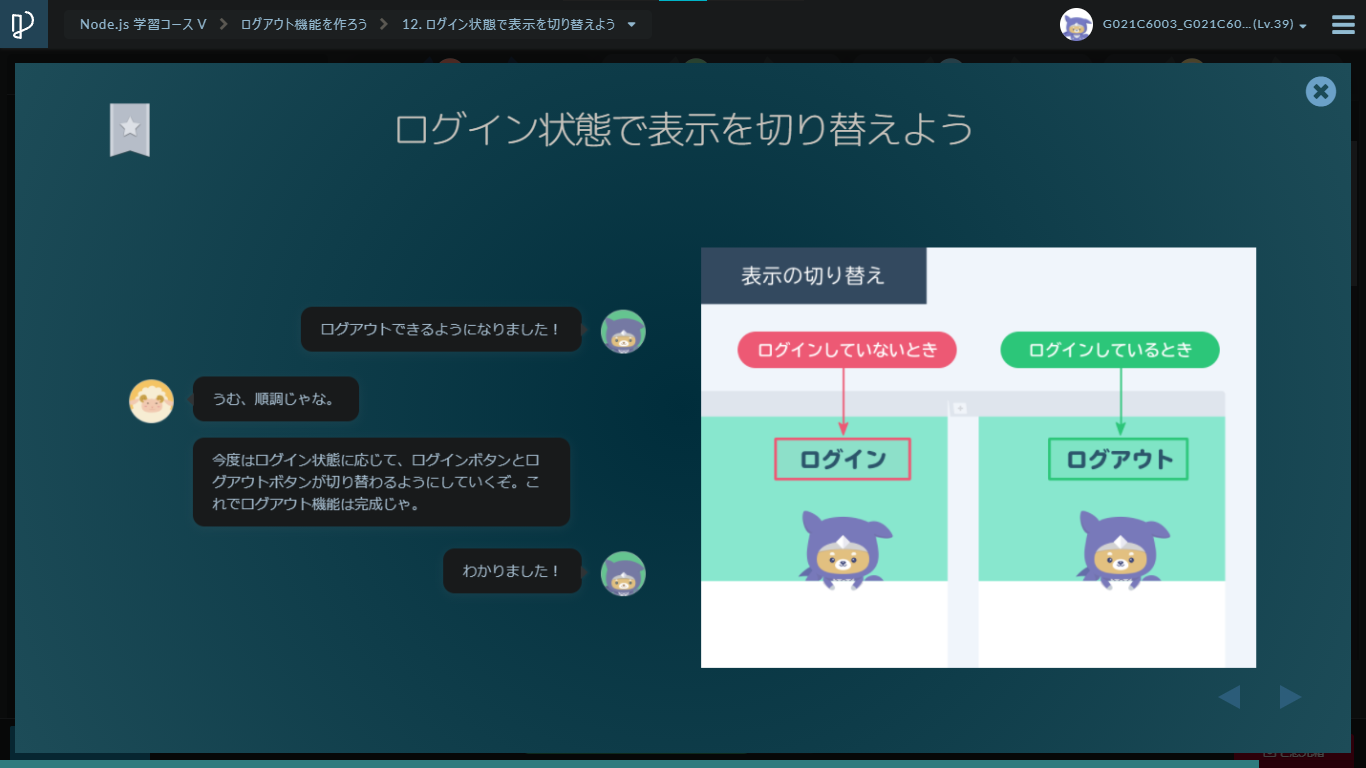 Node.js 学習コース V
ログアウト機能を作ろう
12. ログイン状態で表示を切り替えよう
G021C6003_G021C60...(Lv.39)
ログイン状態で表示を切り替えよう
ログアウトできるようになりました！
うむ、順調じゃな。
今度はログイン状態に応じて、ログインボタンとロ
グアウトボタンが切り替わるようにしていくぞ。こ
れでログアウト機能は完成じゃ。
わかりました！
表示の切り替え
ログインしていないとき
ログインしているとき
ログイン
ログアウト